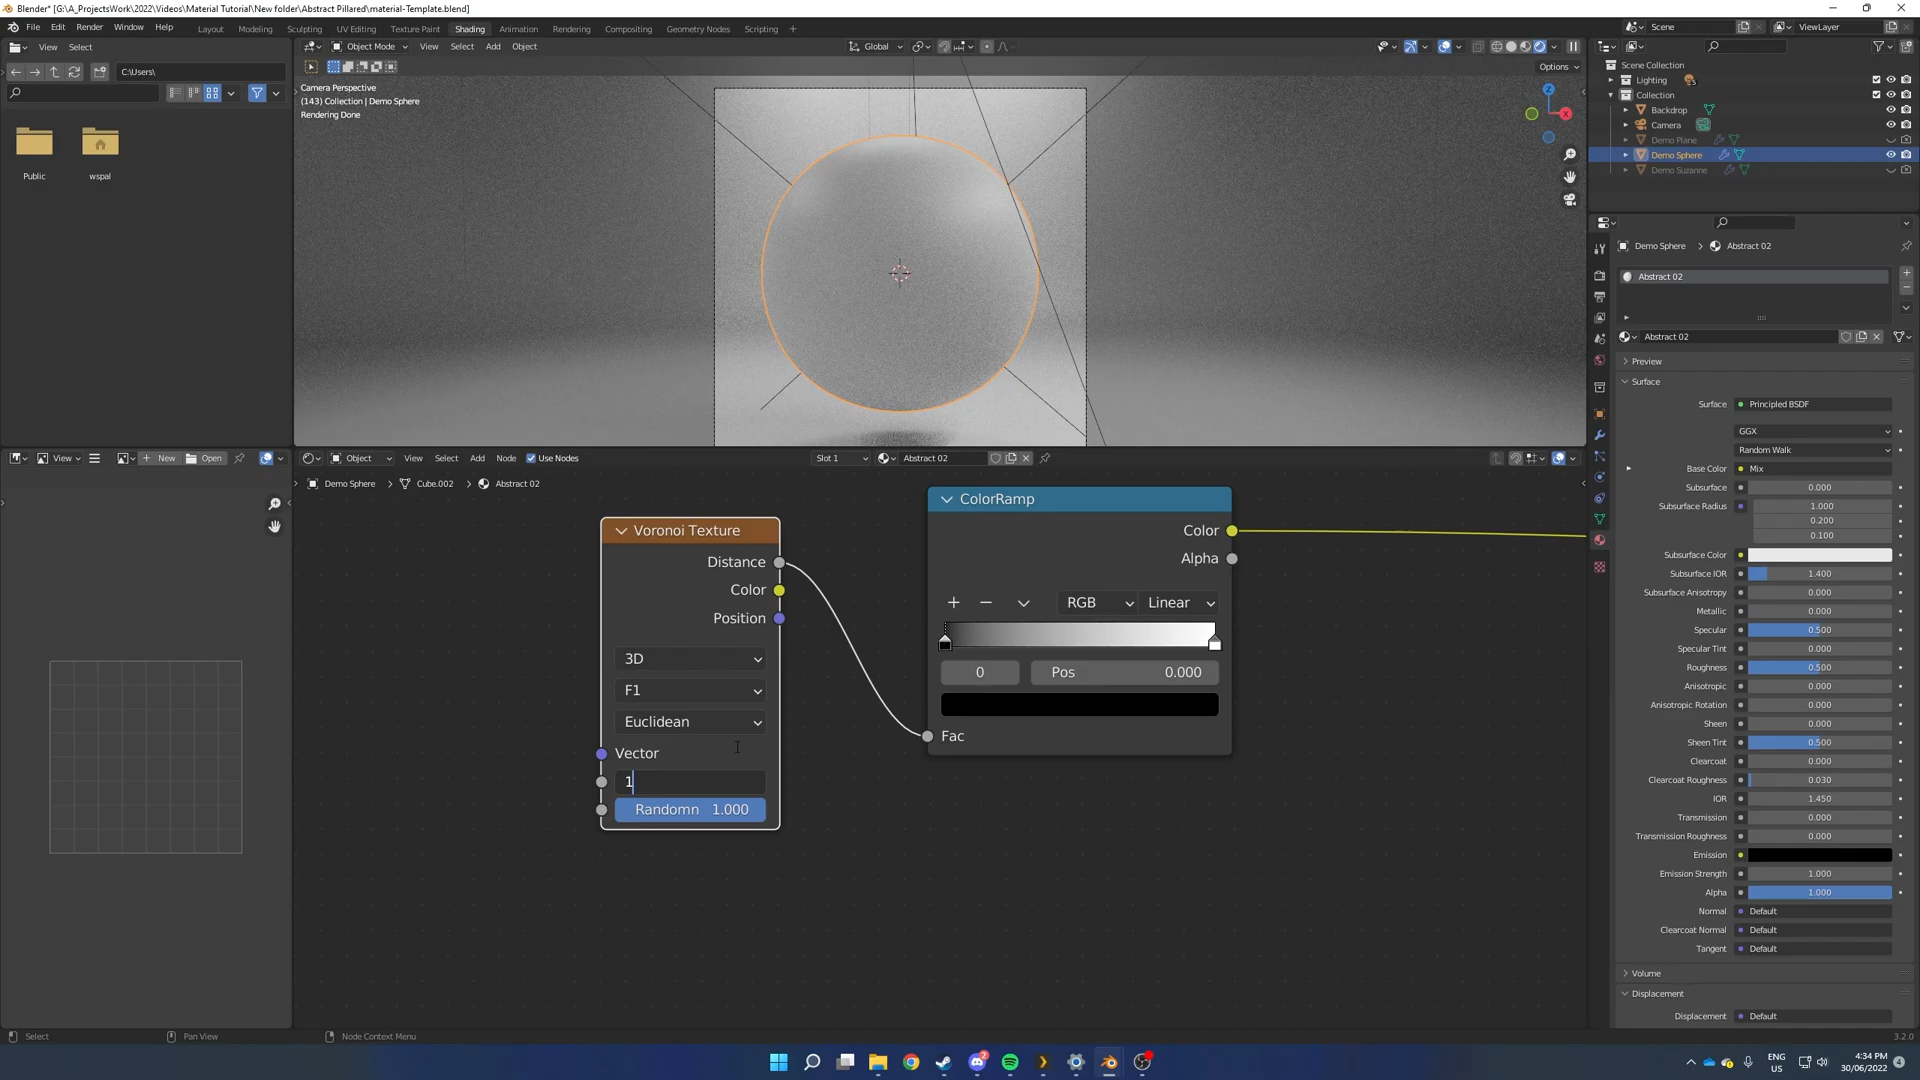 Blender* [G:\A_ProjectsWork\2022\Videos\Material Tutorial\New folder\Abstract Pillared\material-Template.blend]
File Edit Render Window Help
Layout Modeling Sculpting UV Editing Texture Paint Shading Animation Rendering Compositing Geometry Nodes Scripting +
Scene ViewLayer
View Select
Object Mode View Select Add Object Global
C:\Users\
Options
Public wspal
Camera Perspective
(143) Collection | Demo Sphere
Rendering Done
Z
X
Scene Collection
Lighting
Collection
Backdrop
Camera
Demo Plane
Demo Sphere
Demo Suzanne
Demo Sphere > Abstract 02
Abstract 02
Abstract 02
Preview
Surface
Surface Principled BSDF
GGX
Random Walk
Base Color Mix
Subsurface 0.000
Subsurface Radius 1.000
0.200
0.100
Subsurface Color
Subsurface IOR 1.400
Subsurface Anisotropy 0.000
Metallic 0.000
Specular 0.500
Specular Tint 0.000
Roughness 0.500
Anisotropic 0.000
Anisotropic Rotation 0.000
Sheen 0.000
Sheen Tint 0.500
Clearcoat 0.000
Clearcoat Roughness 0.030
IOR 1.450
Transmission 0.000
Transmission Roughness 0.000
Emission
Emission Strength 1.000
Alpha 1.000
Normal Default
Clearcoat Normal Default
Tangent Default
Volume
Displacement
Displacement Default
View New Open
Object View Select Add Node Use Nodes Slot 1 Abstract 02
Demo Sphere > Cube.002 > Abstract 02
Voronoi Texture
Distance
Color
Position
3D
F1
Euclidean
Vector
1
Randomn 1.000
ColorRamp
Color
Alpha
+ − RGB Linear
0 Pos 0.000
Fac
Select Pan View Node Context Menu 3.2.0
2
ENG
US
4:34 PM
30/06/2022
4